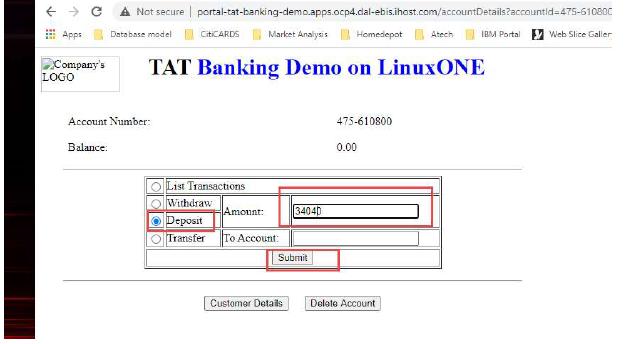 Not secure | portal-tat-banking-demo.apps.ocp4.dal-ebis.ihost.com/accountDetails?accountId=475-610800
Apps Database model CitiCARDS Market Analysis Homedepot Atech IBM Portal Web Slice Galler
Company's LOGO
TAT Banking Demo on LinuxONE
Account Number: 475-610800
Balance: 0.00
List Transactions
Withdraw
Deposit
Amount: 34040
Transfer To Account:
Submit
Customer Details Delete Account